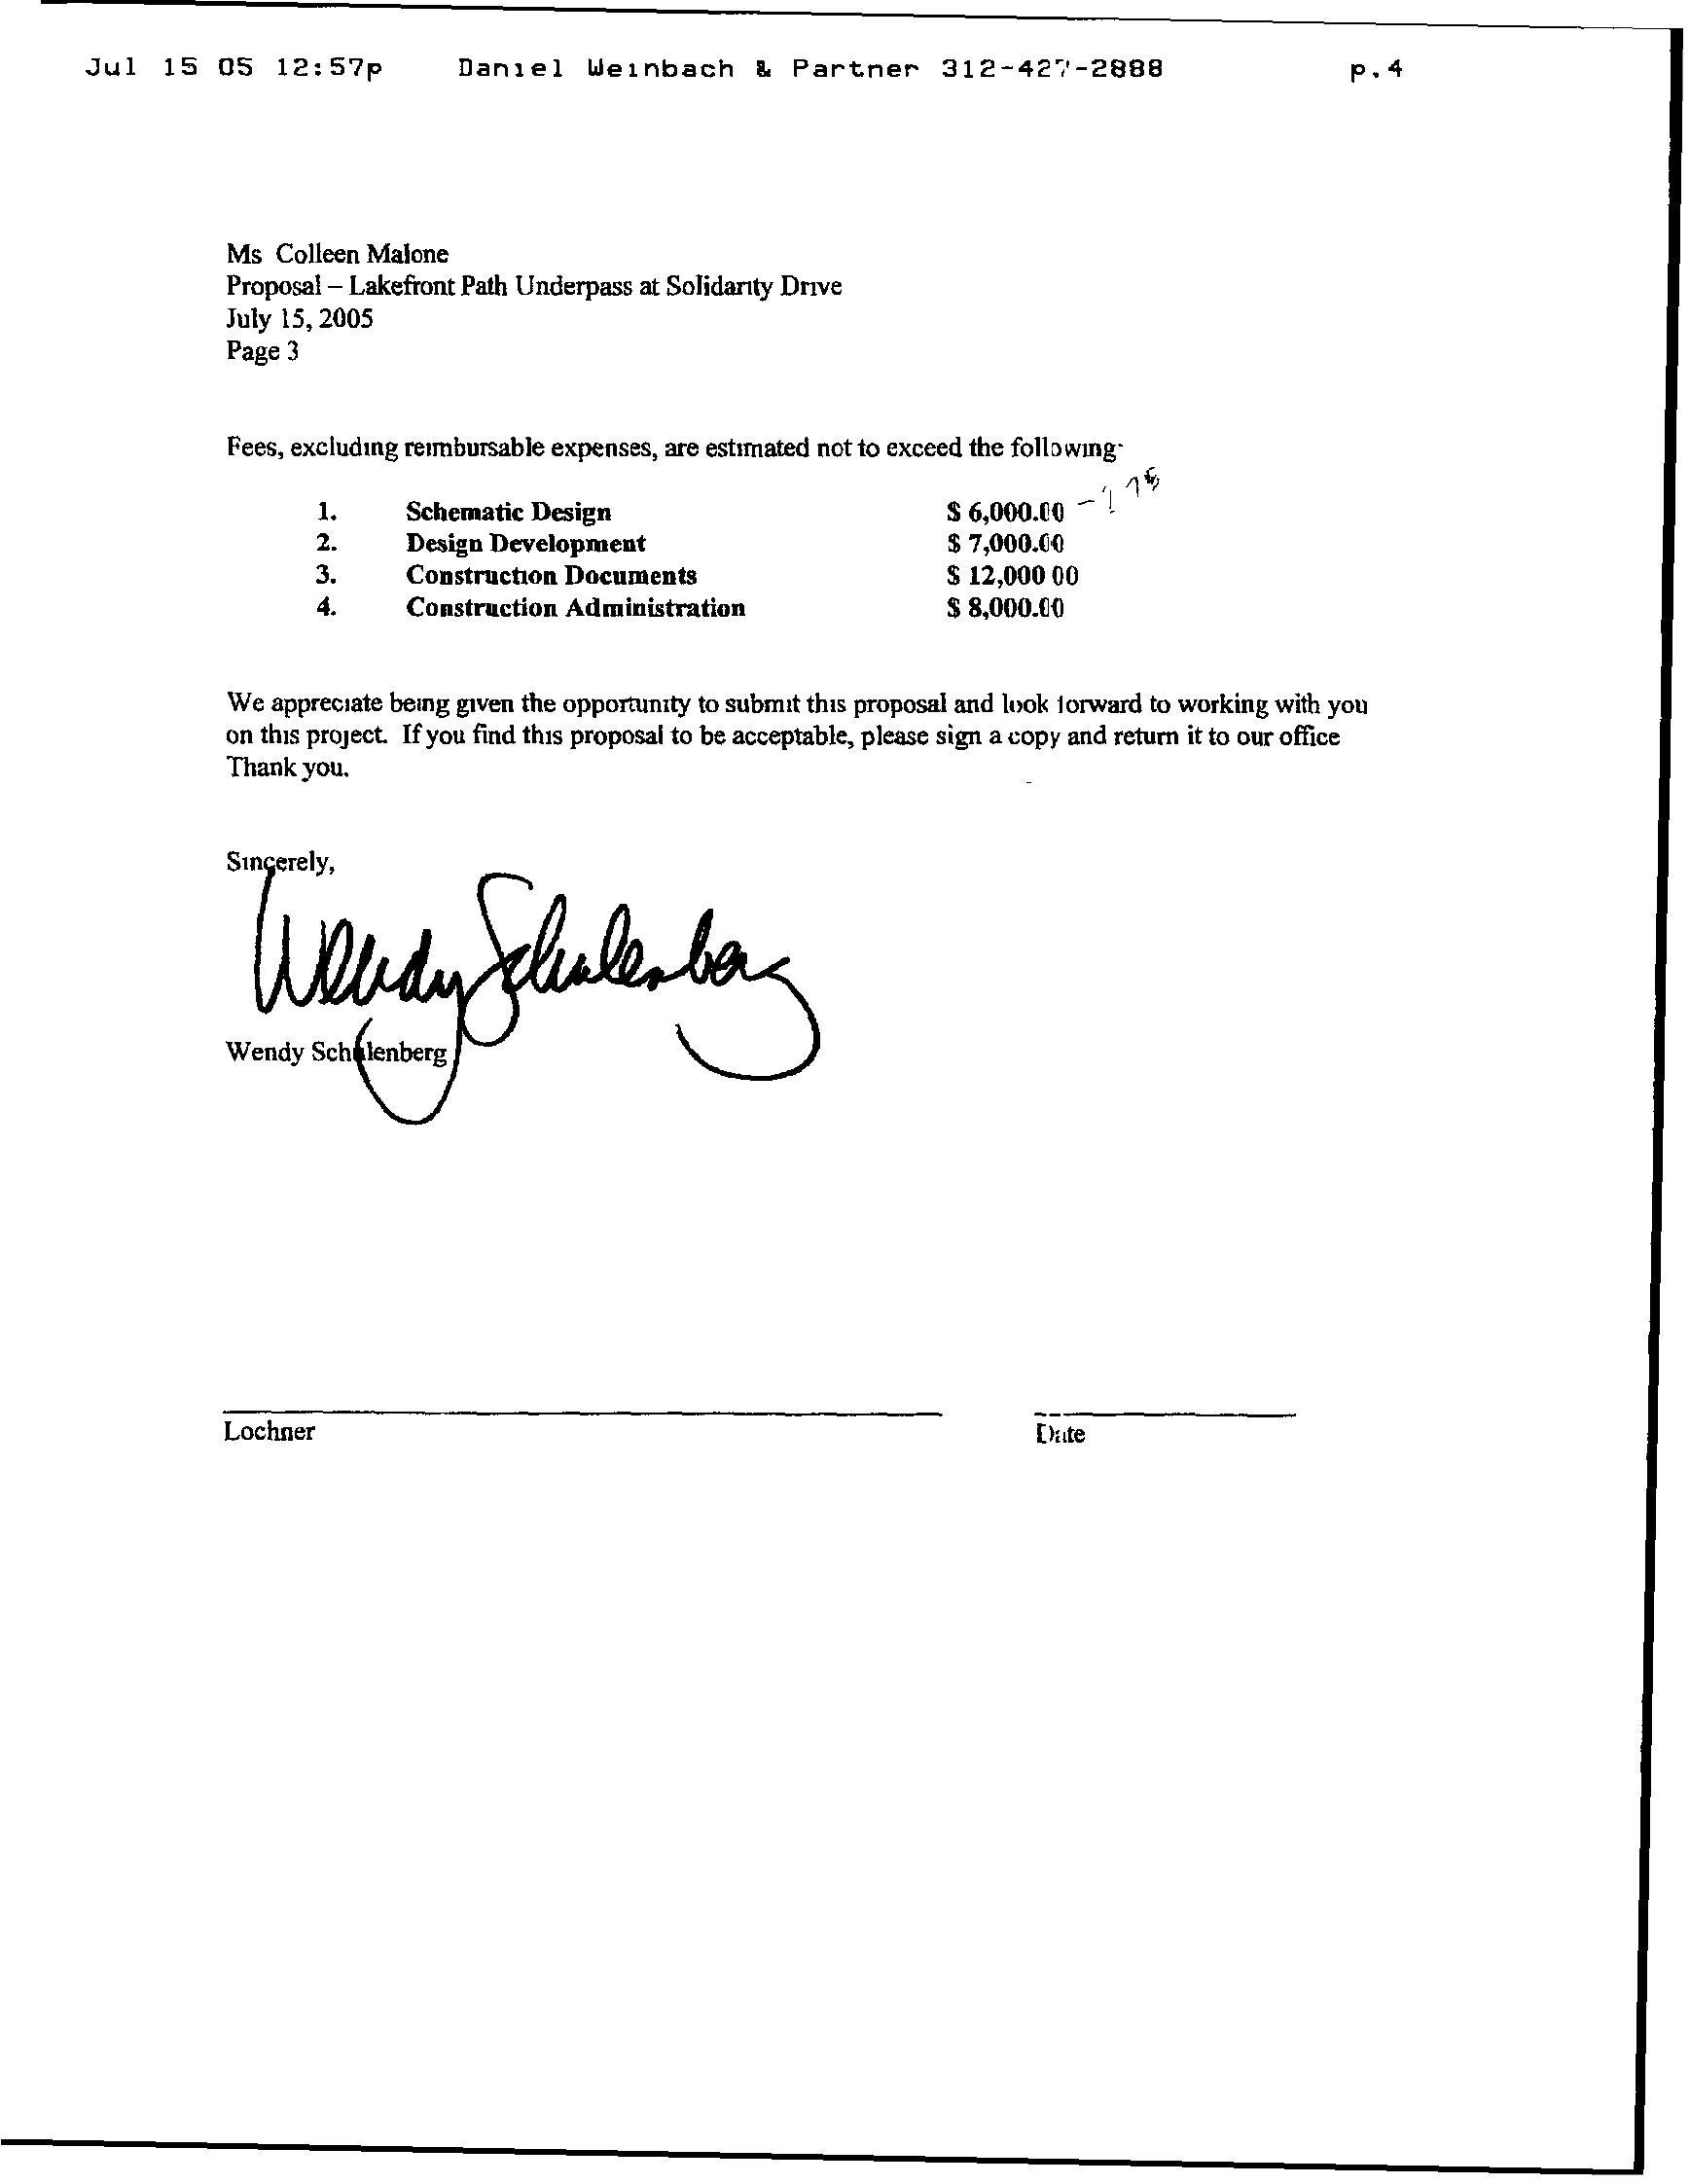 Jul 15 05 12:57p Daniel Weinbach & Partner 312-427-2888 p.4
Ms Colleen Malone
Proposal – Lakefront Path Underpass at Solidarity Drive
July 15, 2005
Page 3
Fees, excluding reimbursable expenses, are estimated not to exceed the following:
1. Schematic Design $ 6,000.00
2. Design Development $ 7,000.00
3. Construction Documents $ 12,000 00
4. Construction Administration $ 8,000.00
We appreciate being given the opportunity to submit this proposal and look forward to working with you
on this project. If you find this proposal to be acceptable, please sign a copy and return it to our office
Thank you.
Sincerely,
Wendy Schulenberg
Wendy Schulenberg
Lochner Date